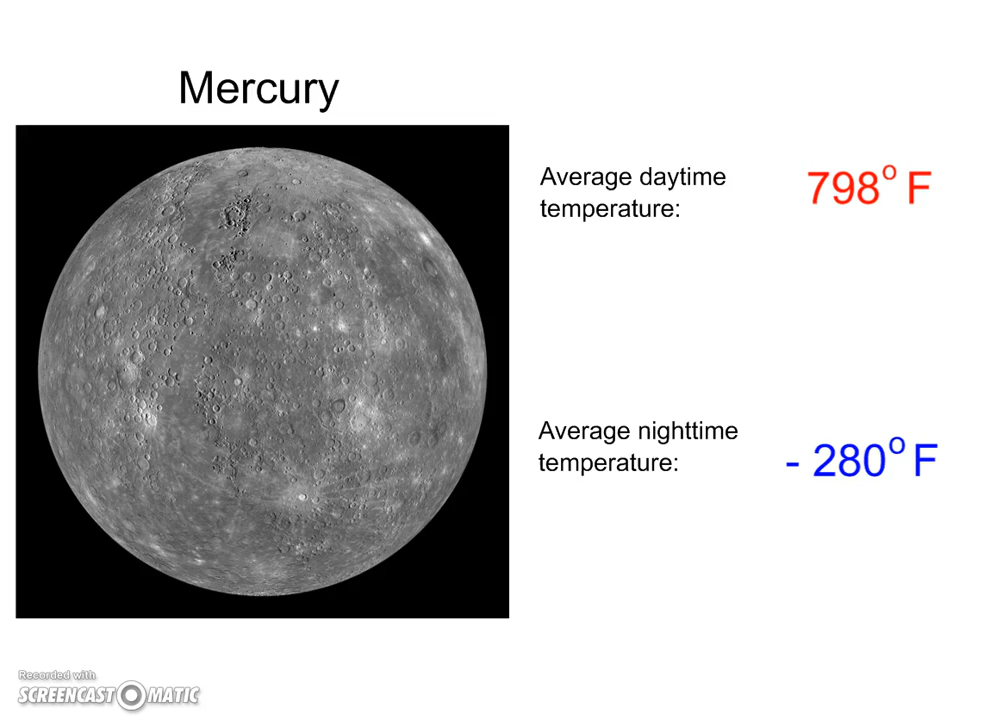 Mercury
Average daytime
temperature:
798° F
Average nighttime
temperature:
- 280° F
Recorded with
SCREENCAST-O-MATIC